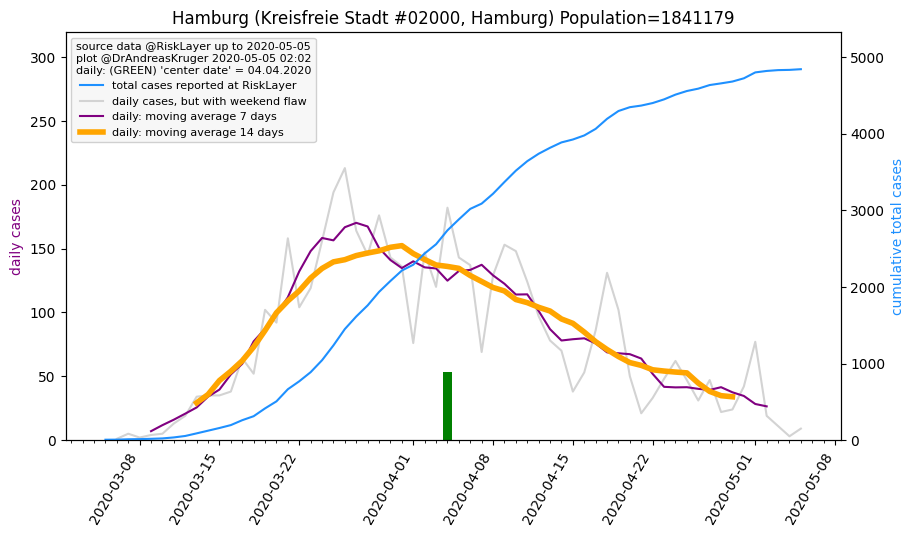 Hamburg (Kreisfreie Stadt #02000, Hamburg) Population=1841179
source data @RiskLayer up to 2020-05-05
plot @DrAndreasKruger 2020-05-05 02:02
daily: (GREEN) 'center date' = 04.04.2020
total cases reported at RiskLayer
daily cases, but with weekend flaw
daily: moving average 7 days
daily: moving average 14 days
daily cases
300
250
200
150
100
50
0
5000
4000
3000
2000
1000
0
cumulative total cases
2020-03-08
2020-03-15
2020-03-22
2020-04-01
2020-04-08
2020-04-15
2020-04-22
2020-05-01
2020-05-08